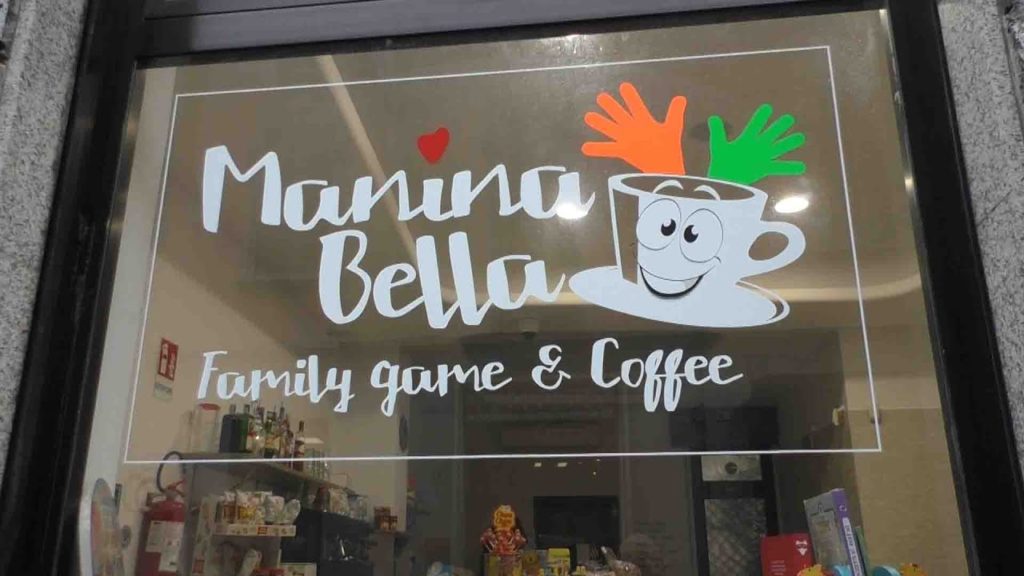 Manina
Bella
Family game & Coffee